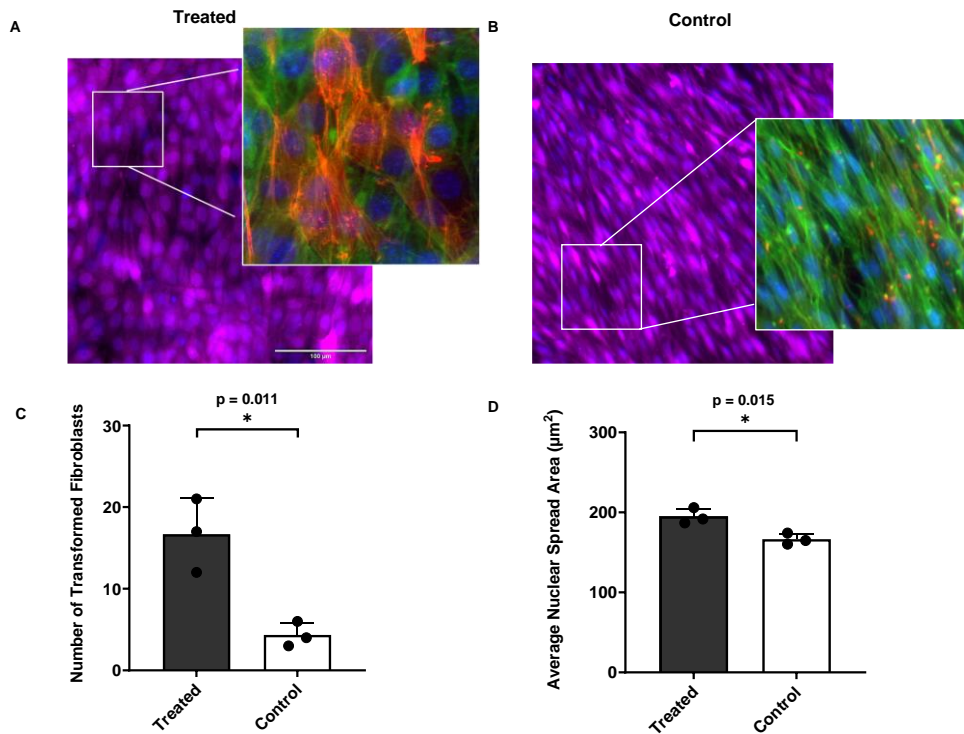 Treated
A
Control
B
100 µm
C
p = 0.011
*
Number of Transformed Fibroblasts
30
20
10
0
Treated
Control
D
p = 0.015
*
Average Nuclear Spread Area (µm²)
300
200
100
0
Treated
Control